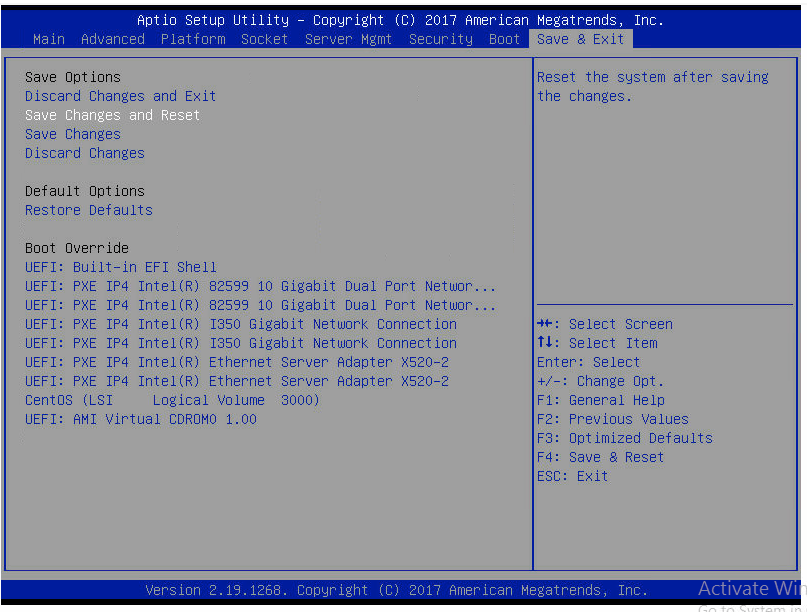 Aptio Setup Utility – Copyright (C) 2017 American Megatrends, Inc.
Main Advanced Platform Socket Server Mgmt Security Boot Save & Exit
Save Options
Discard Changes and Exit
Save Changes and Reset
Save Changes
Discard Changes
Default Options
Restore Defaults
Boot Override
UEFI: Built-in EFI Shell
UEFI: PXE IP4 Intel(R) 82599 10 Gigabit Dual Port Networ...
UEFI: PXE IP4 Intel(R) 82599 10 Gigabit Dual Port Networ...
UEFI: PXE IP4 Intel(R) I350 Gigabit Network Connection
UEFI: PXE IP4 Intel(R) I350 Gigabit Network Connection
UEFI: PXE IP4 Intel(R) Ethernet Server Adapter X520-2
UEFI: PXE IP4 Intel(R) Ethernet Server Adapter X520-2
CentOS (LSI Logical Volume 3000)
UEFI: AMI Virtual CDROM0 1.00
Reset the system after saving
the changes.
→←: Select Screen
↑↓: Select Item
Enter: Select
+/-: Change Opt.
F1: General Help
F2: Previous Values
F3: Optimized Defaults
F4: Save & Reset
ESC: Exit
Version 2.19.1268. Copyright (C) 2017 American Megatrends, Inc.
Activate Win
Go to System in